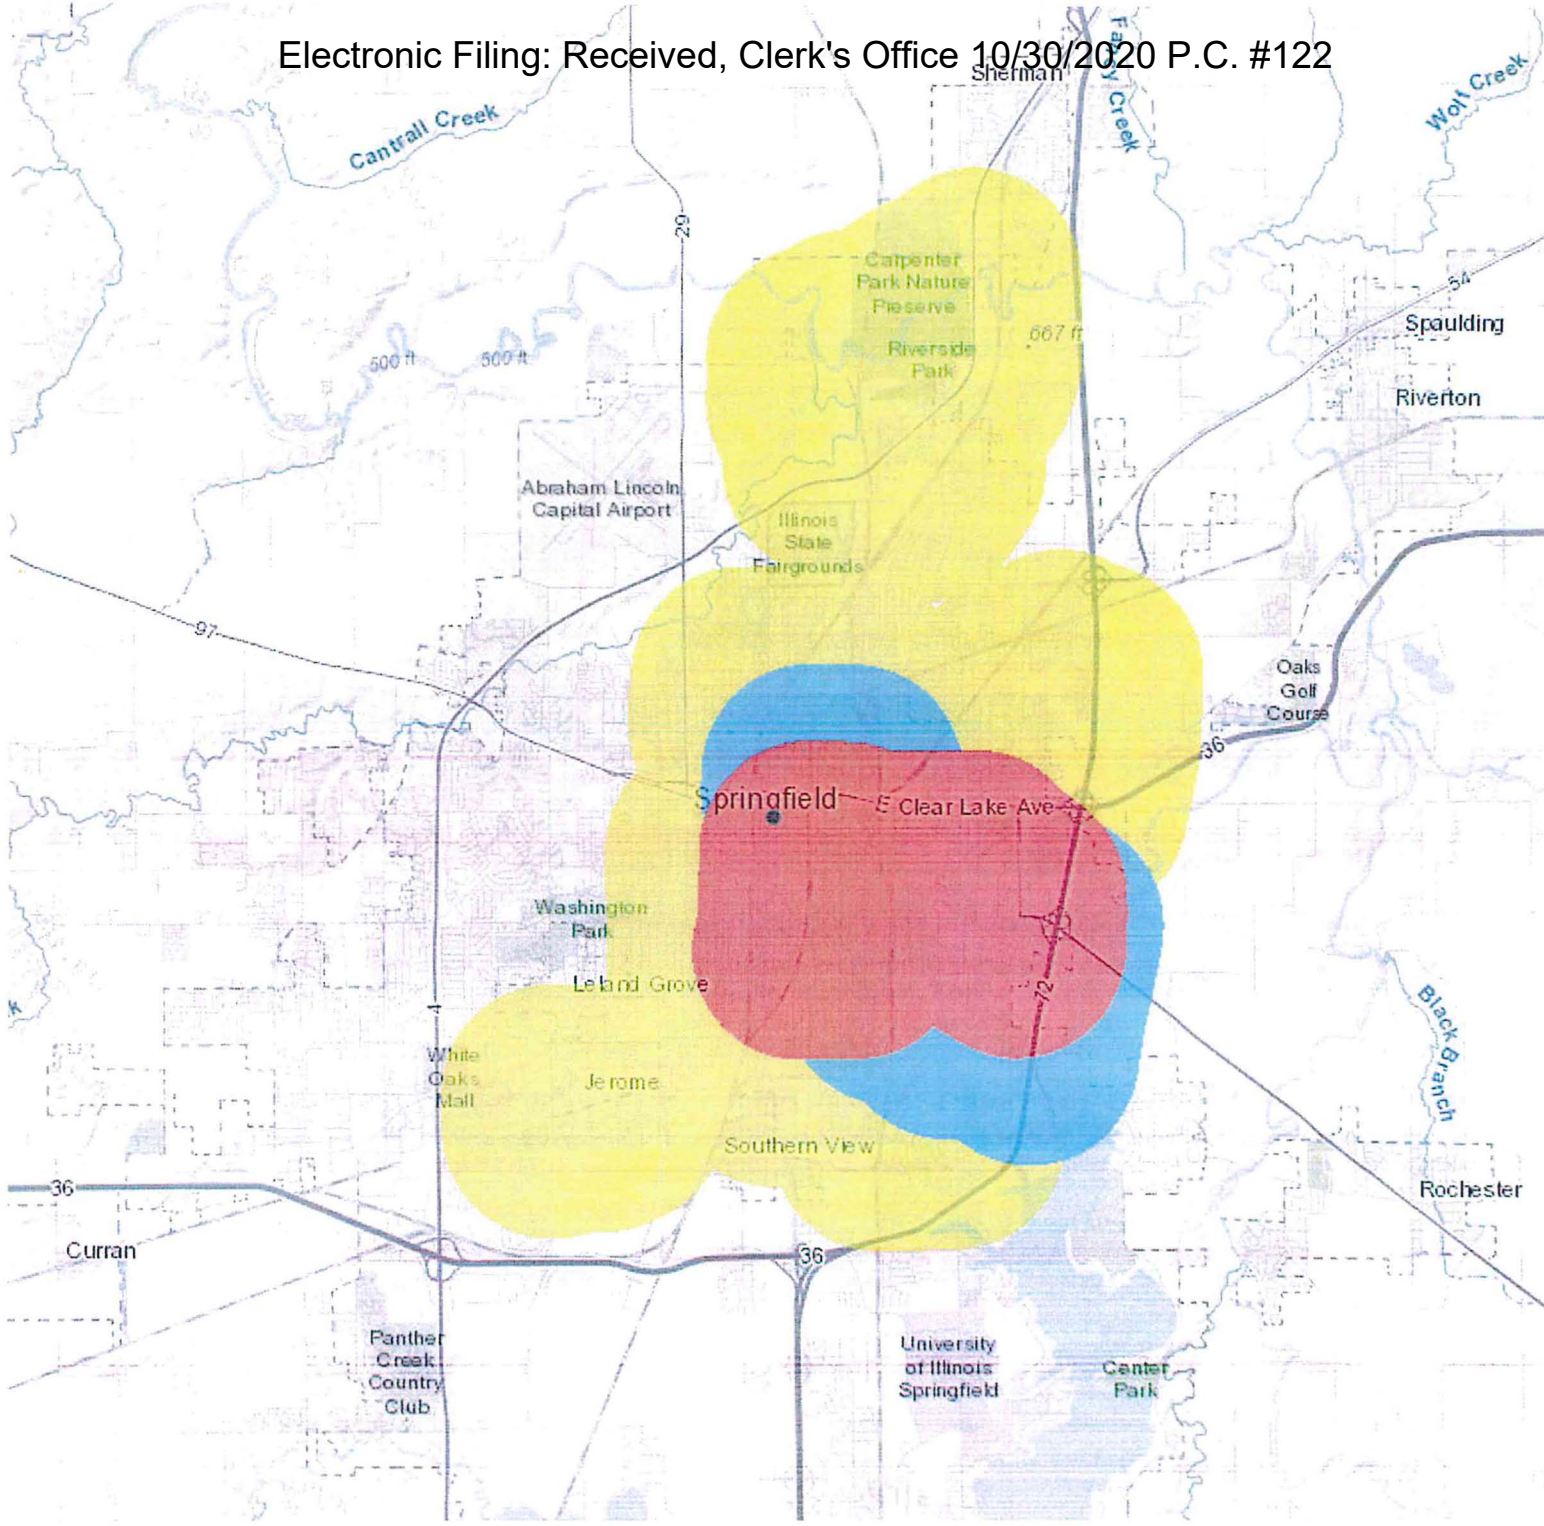 Electronic Filing: Received, Clerk's Office 10/30/2020 P.C. #122
Sherman
Fancy Creek
Wolf Creek
Cantrall Creek
29
Carpenter
Park Nature
Preserve
54
Spaulding
667 ft
Riverside
Park
500 ft
500 ft
Riverton
Abraham Lincoln
Capital Airport
Illinois
State
Fairgrounds
97
Oaks
Golf
Course
36
Springfield
E Clear Lake Ave
Washington
Park
Leland Grove
72
4
Black Branch
White
Oaks
Mall
Jerome
Southern View
36
Rochester
Curran
36
Panther
Creek
Country
Club
University
of Illinois
Springfield
Center
Park